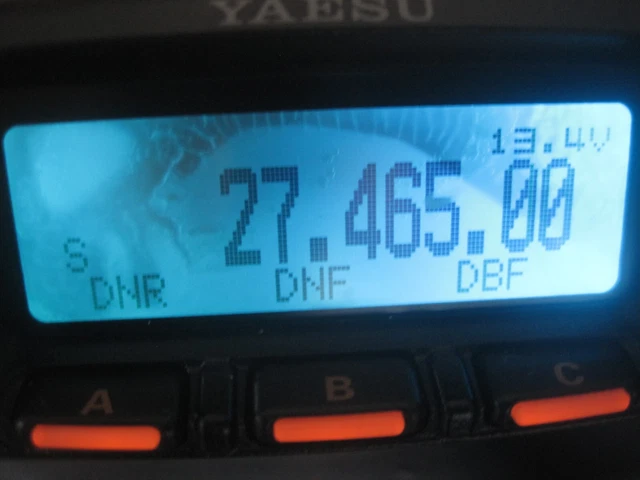 YAESU
13.4V
27.465.00
S
DNR DNF DBF
A B C